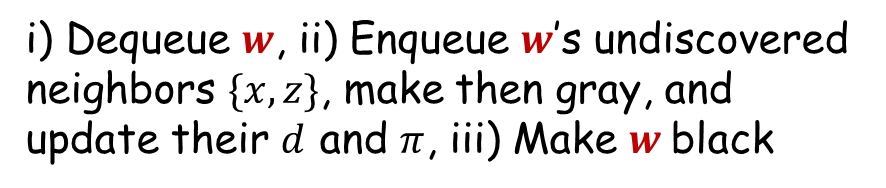 i) Dequeue w, ii) Enqueue w's undiscovered
neighbors {x, z}, make then gray, and
update their d and π, iii) Make w black